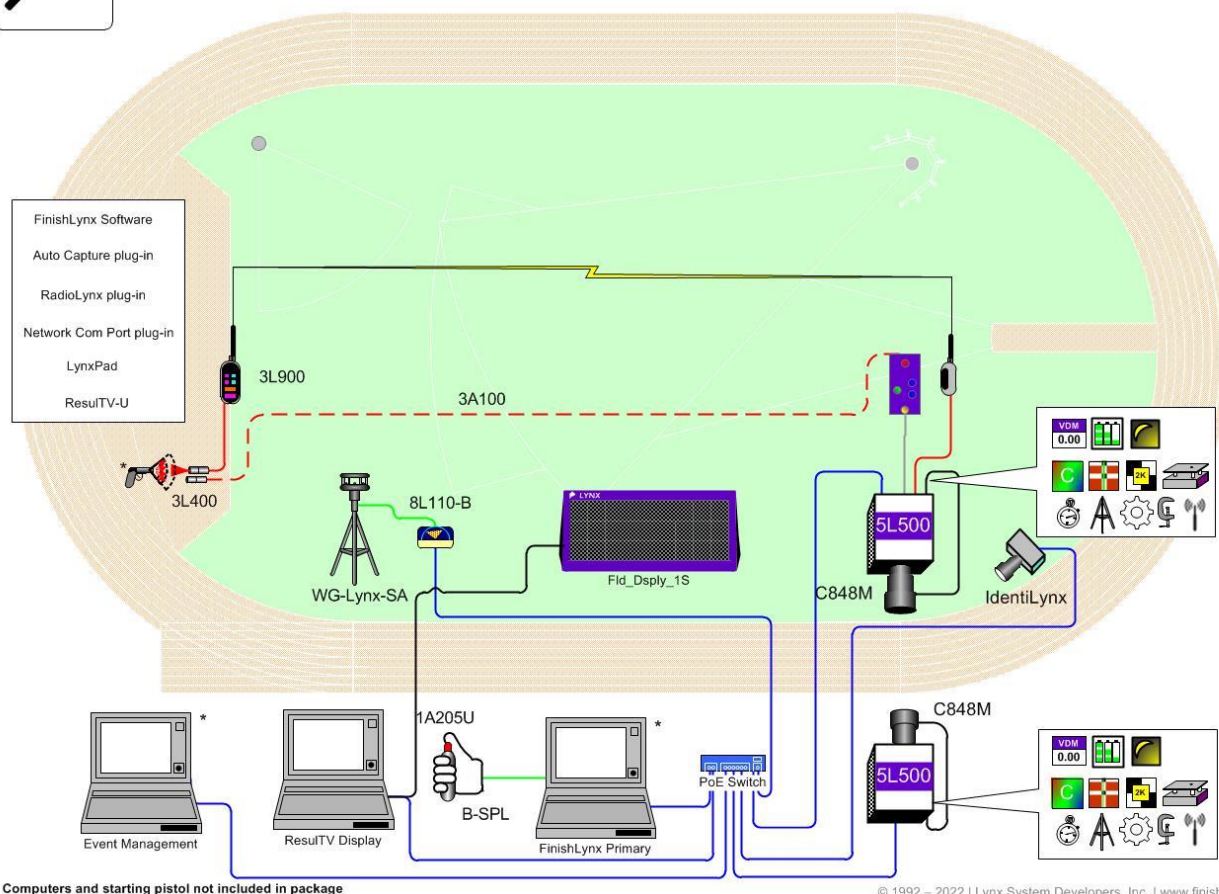 FinishLynx Software
Auto Capture plug-in
RadioLynx plug-in
Network Com Port plug-in
LynxPad
ResulTV-U
3L900
3A100
*
3L400
8L110-B
WG-Lynx-SA
LYNX
Fld_Dsply_1S
5L500
C848M
IdentiLynx
VDM
0.00
C
2K
*
1A205U
*
C848M
PoE Switch
5L500
B-SPL
Event Management
ResulTV Display
FinishLynx Primary
VDM
0.00
C
2K
Computers and starting pistol not included in package
© 1992 – 2022 | Lynx System Developers, Inc. | www.finish